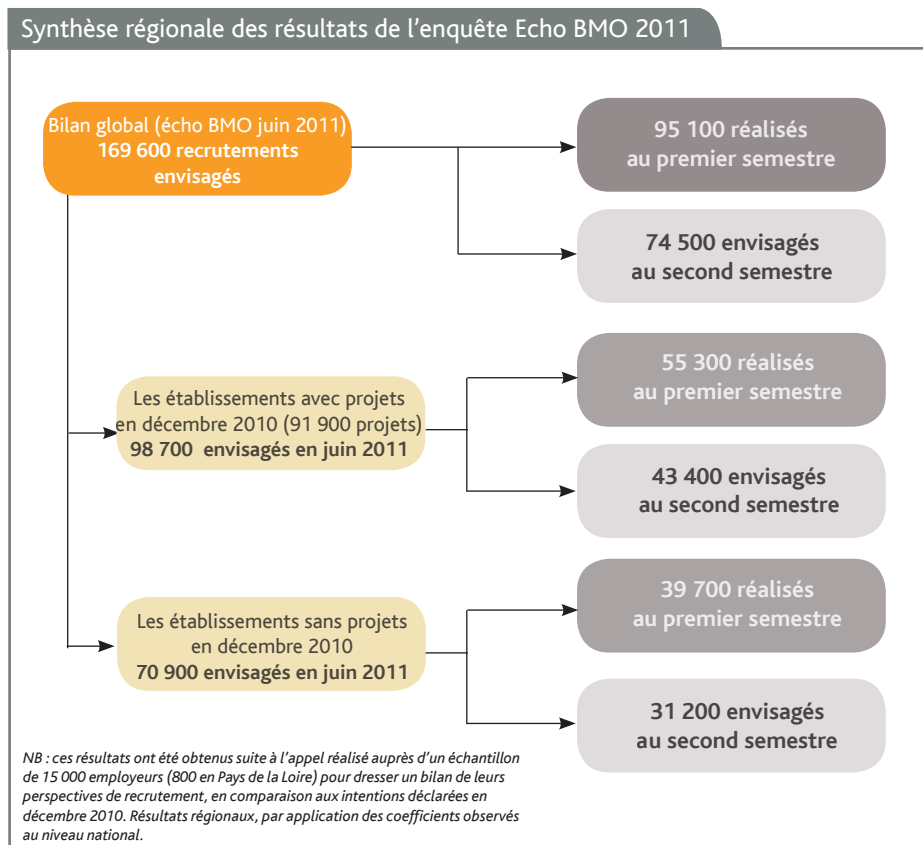 Synthèse régionale des résultats de l'enquête Echo BMO 2011
Bilan global (écho BMO juin 2011)
169 600 recrutements
envisagés
95 100 réalisés
au premier semestre
74 500 envisagés
au second semestre
Les établissements avec projets
en décembre 2010 (91 900 projets)
98 700 envisagés en juin 2011
55 300 réalisés
au premier semestre
43 400 envisagés
au second semestre
Les établissements sans projets
en décembre 2010
70 900 envisagés en juin 2011
39 700 réalisés
au premier semestre
31 200 envisagés
au second semestre
NB : ces résultats ont été obtenus suite à l'appel réalisé auprès d'un échantillon
de 15 000 employeurs (800 en Pays de la Loire) pour dresser un bilan de leurs
perspectives de recrutement, en comparaison aux intentions déclarées en
décembre 2010. Résultats régionaux, par application des coefficients observés
au niveau national.